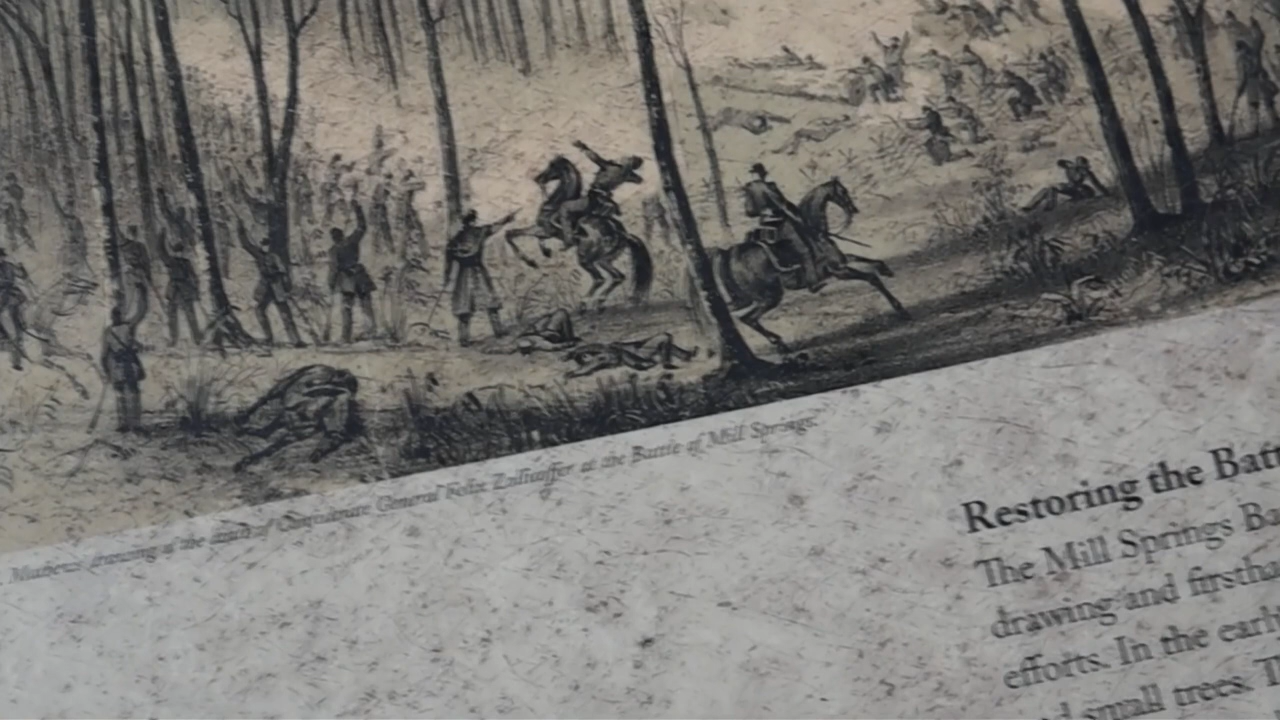 Mathews' drawing of the death of Confederate General Felix Zollicoffer at the Battle of Mill Springs.
Restoring the Batt
The Mill Springs Ba
drawing and firstha
efforts. In the earl
d small trees. T